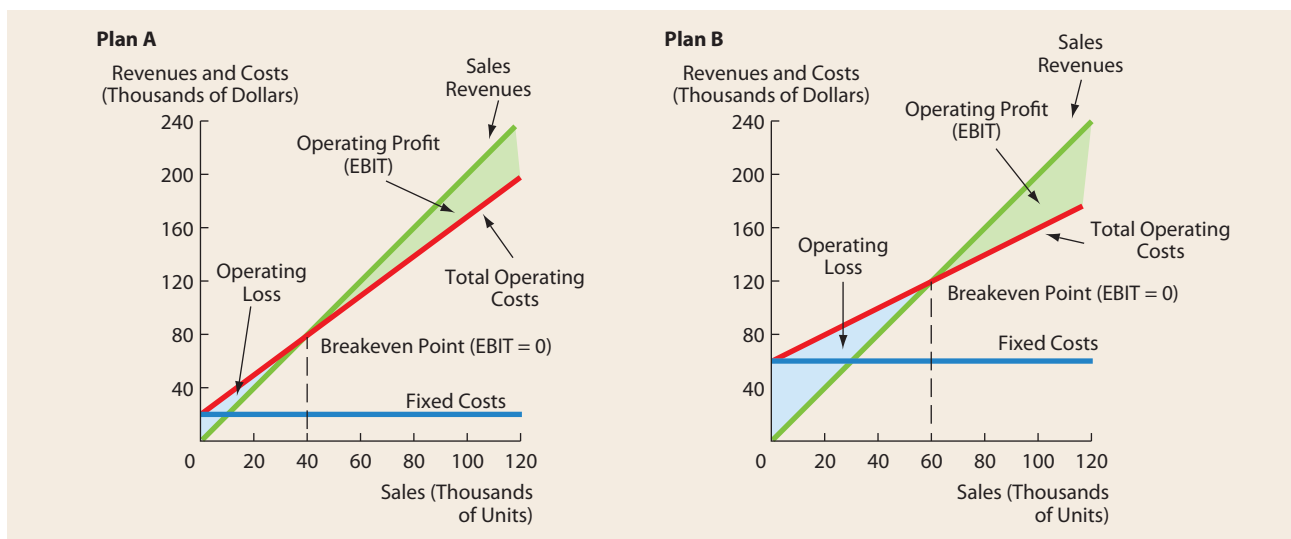 Plan A
Revenues and Costs
(Thousands of Dollars)
Sales
Revenues
240
Operating Profit
(EBIT)
200
160
Operating
Loss
120
Total Operating
Costs
80
Breakeven Point (EBIT = 0)
40
Fixed Costs
0 20 40 60 80 100 120
Sales (Thousands
of Units)
Plan B
Revenues and Costs
(Thousands of Dollars)
Sales
Revenues
240
Operating Profit
(EBIT)
200
160
Operating
Loss
Total Operating
Costs
120
Breakeven Point (EBIT = 0)
80
Fixed Costs
40
0 20 40 60 80 100 120
Sales (Thousands
of Units)